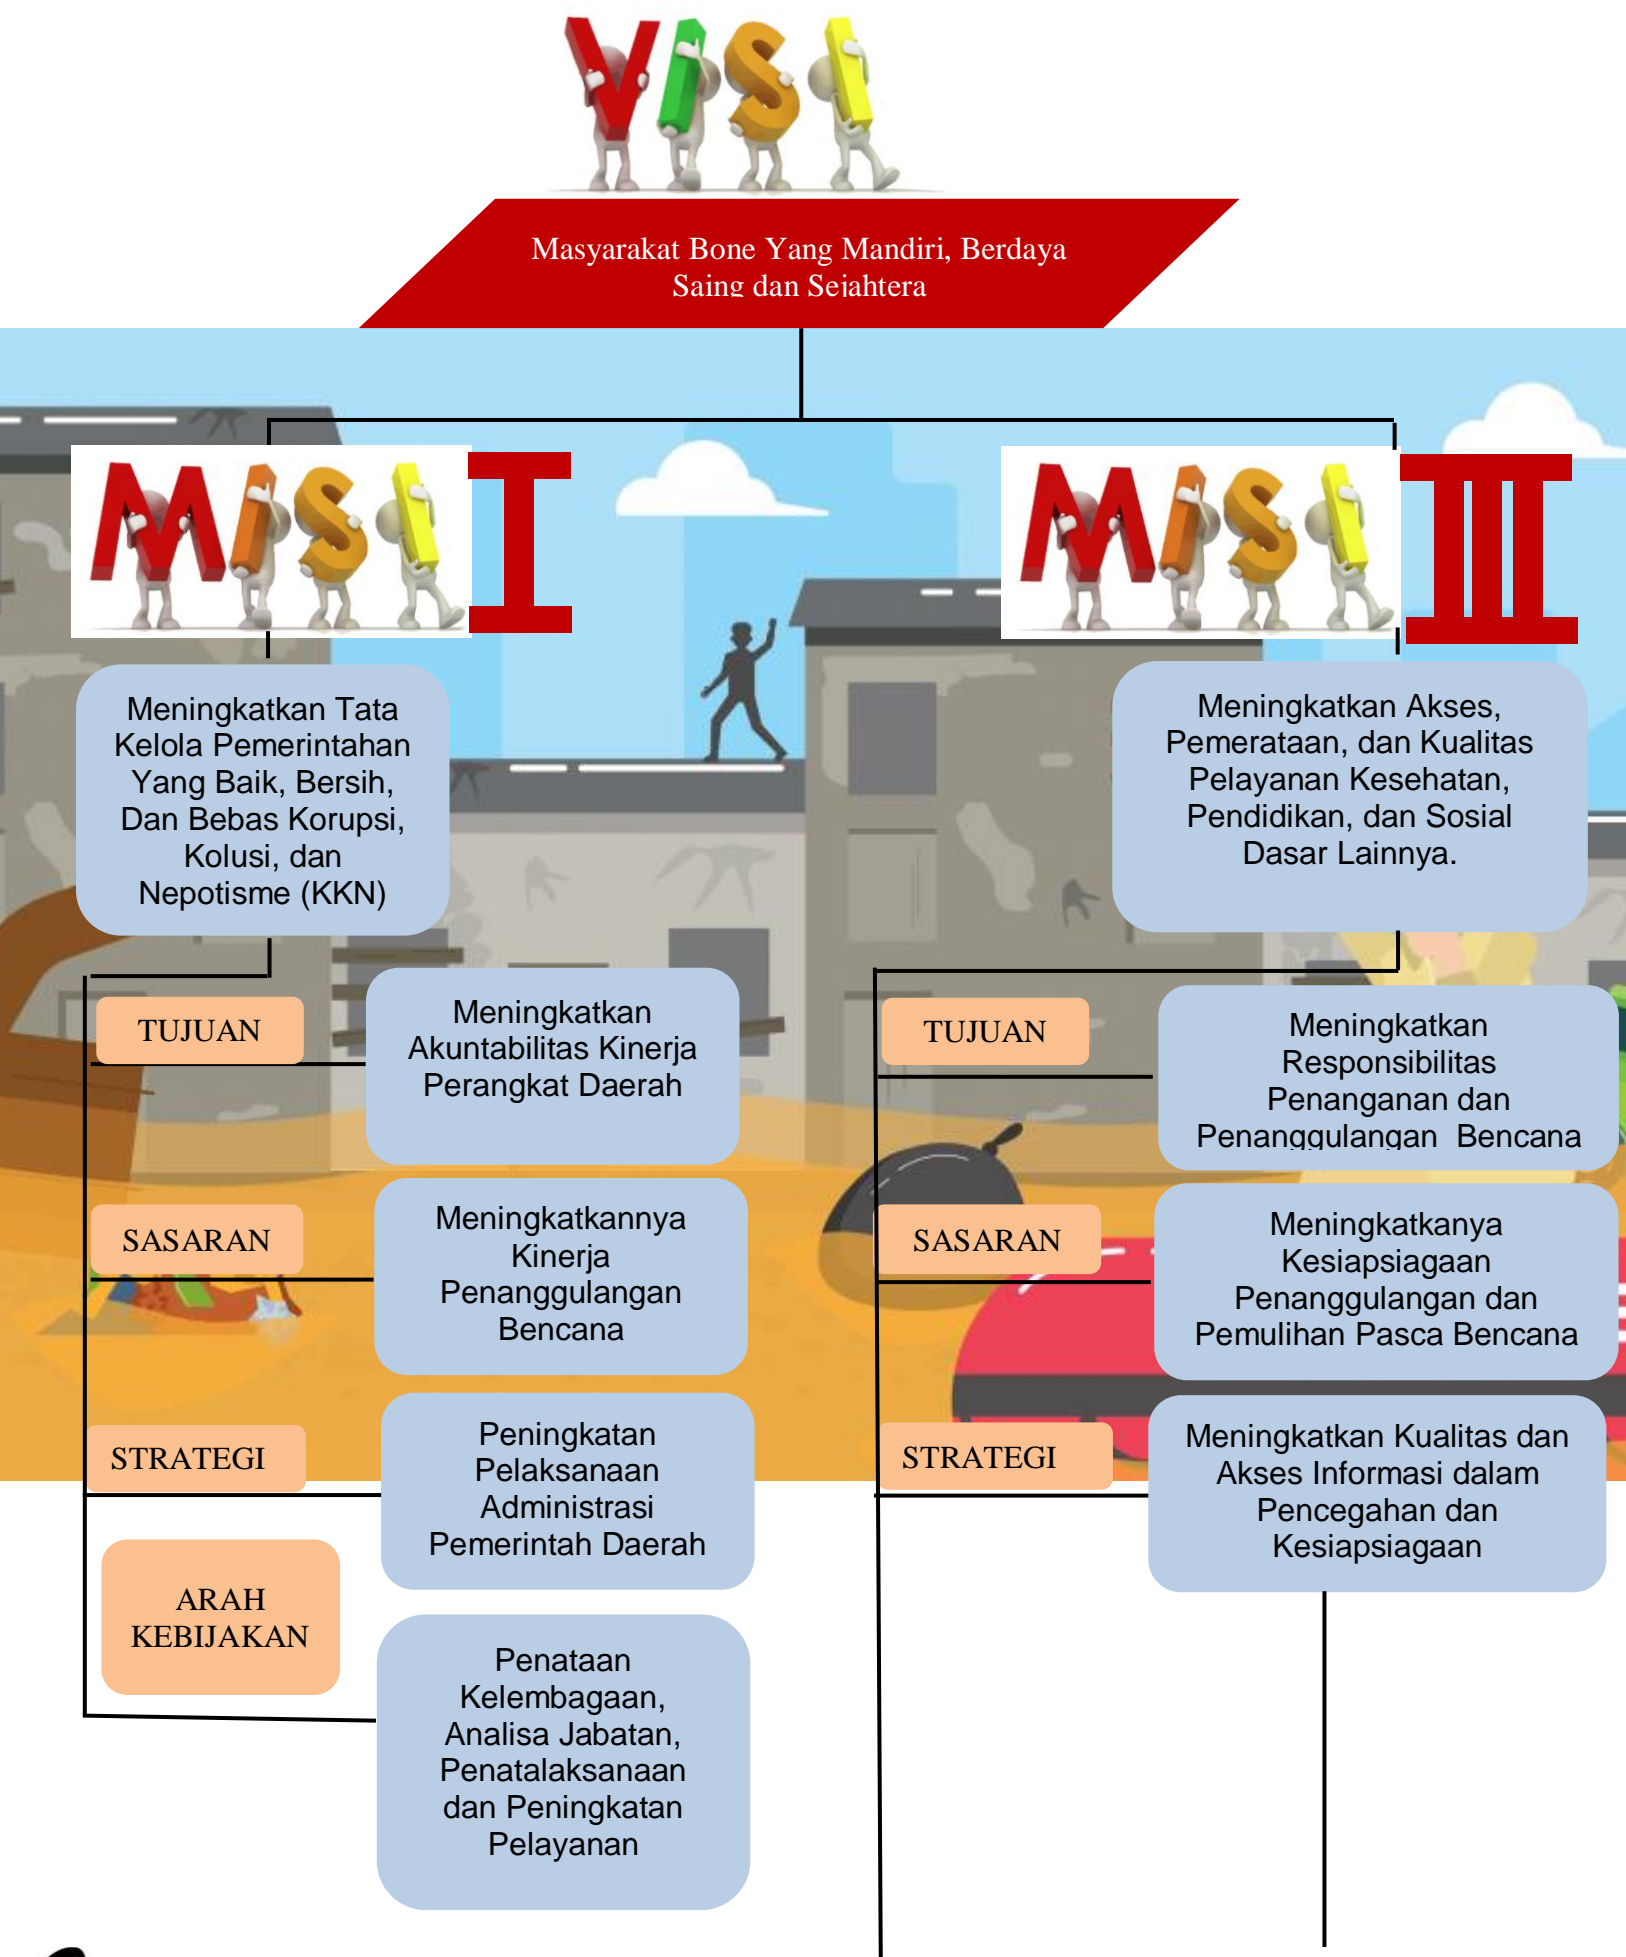 VISI
Masyarakat Bone Yang Mandiri, Berdaya
Saing dan Sejahtera
MISI I
Meningkatkan Tata
Kelola Pemerintahan
Yang Baik, Bersih,
Dan Bebas Korupsi,
Kolusi, dan
Nepotisme (KKN)
TUJUAN
Meningkatkan
Akuntabilitas Kinerja
Perangkat Daerah
SASARAN
Meningkatkannya
Kinerja
Penanggulangan
Bencana
STRATEGI
Peningkatan
Pelaksanaan
Administrasi
Pemerintah Daerah
ARAH
KEBIJAKAN
Penataan
Kelembagaan,
Analisa Jabatan,
Penatalaksanaan
dan Peningkatan
Pelayanan
MISI III
Meningkatkan Akses,
Pemerataan, dan Kualitas
Pelayanan Kesehatan,
Pendidikan, dan Sosial
Dasar Lainnya.
TUJUAN
Meningkatkan
Responsibilitas
Penanganan dan
Penanggulangan Bencana
SASARAN
Meningkatkanya
Kesiapsiagaan
Penanggulangan dan
Pemulihan Pasca Bencana
STRATEGI
Meningkatkan Kualitas dan
Akses Informasi dalam
Pencegahan dan
Kesiapsiagaan